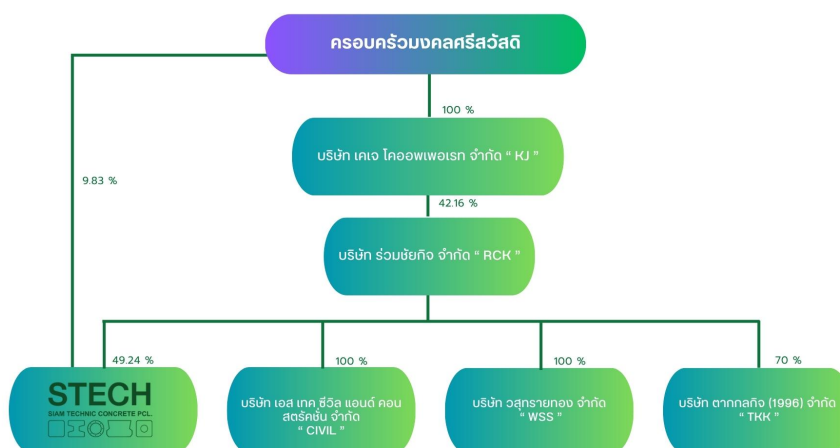 ครอบครัวมงคลศรีสวัสดิ์
100 %
บริษัท เคเจ โคออพเพอเรท จำกัด “ KJ ”
9.83 %
42.16 %
บริษัท ร่วมชัยกิจ จำกัด “ RCK ”
49.24 %
100 %
100 %
70 %
STECH
SIAM TECHNIC CONCRETE PCL.
บริษัท เอส เทค ซีวิล แอนด์ คอน
สตรัคชั่น จำกัด
“ CIVIL ”
บริษัท วสุทรายทอง จำกัด
“ WSS ”
บริษัท ตากกลกิจ (1996) จำกัด
“ TKK ”